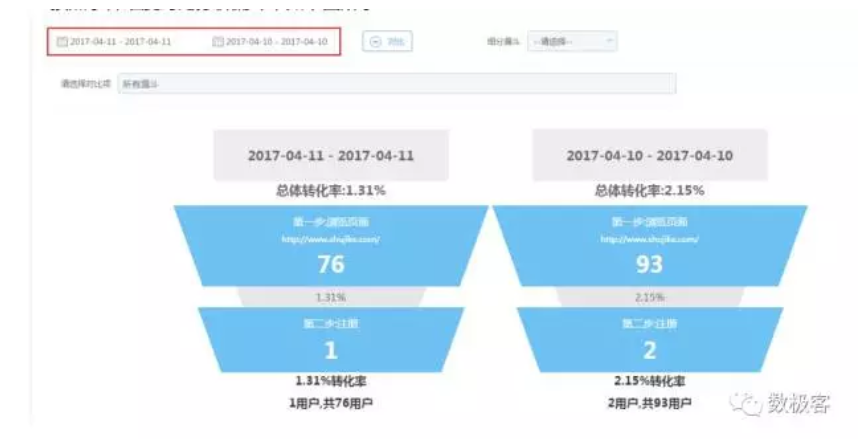 2017-04-11 - 2017-04-11 2017-04-10 - 2017-04-10 对比 细分漏斗 --请选择--
请选择对比项 所有漏斗
2017-04-11 - 2017-04-11
总体转化率:1.31%
第一步:浏览页面
http://www.shujike.com/
76
1.31%
第二步:注册
1
1.31%转化率
1用户,共76用户
2017-04-10 - 2017-04-10
总体转化率:2.15%
第一步:浏览页面
http://www.shujike.com/
93
2.15%
第二步:注册
2
2.15%转化率
2用户,共93用户
数极客